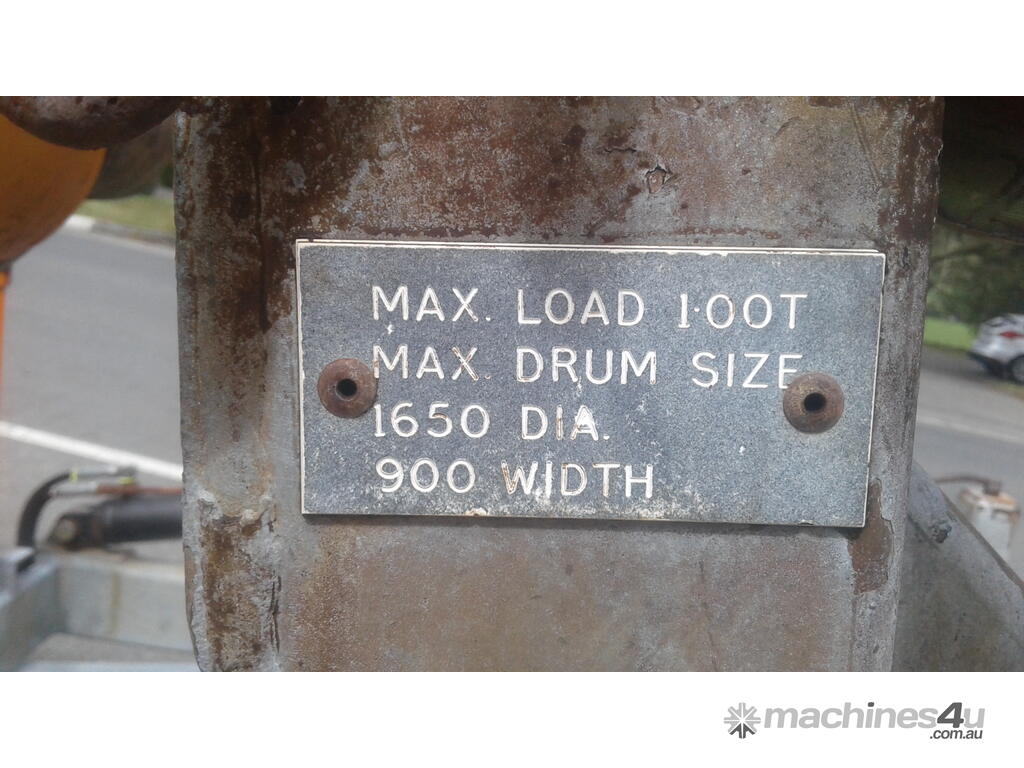 MAX. LOAD 1·00T
MAX. DRUM SIZE
1650 DIA.
900 WIDTH
machines4u
.com.au